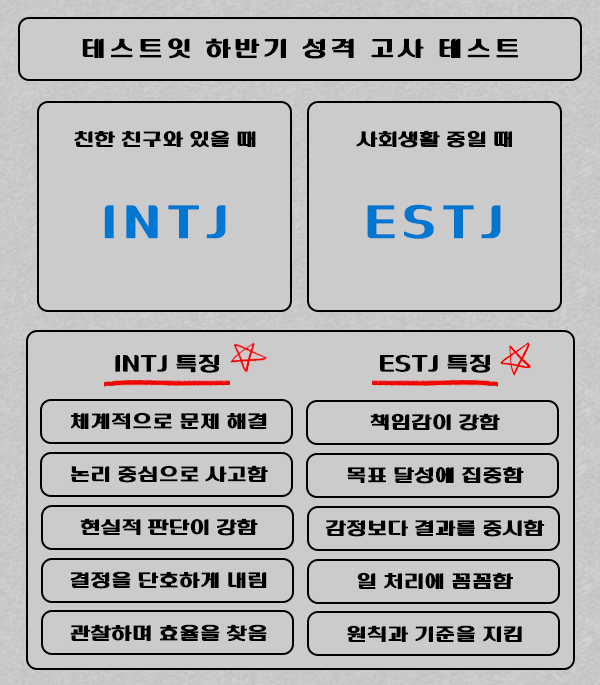 테스트잇 하반기 성격 고사 테스트
친한 친구와 있을 때
INTJ
사회생활 중일 때
ESTJ
INTJ 특징
체계적으로 문제 해결
논리 중심으로 사고함
현실적 판단이 강함
결정을 단호하게 내림
관찰하며 효율을 찾음
ESTJ 특징
책임감이 강함
목표 달성에 집중함
감정보다 결과를 중시함
일 처리에 꼼꼼함
원칙과 기준을 지킴